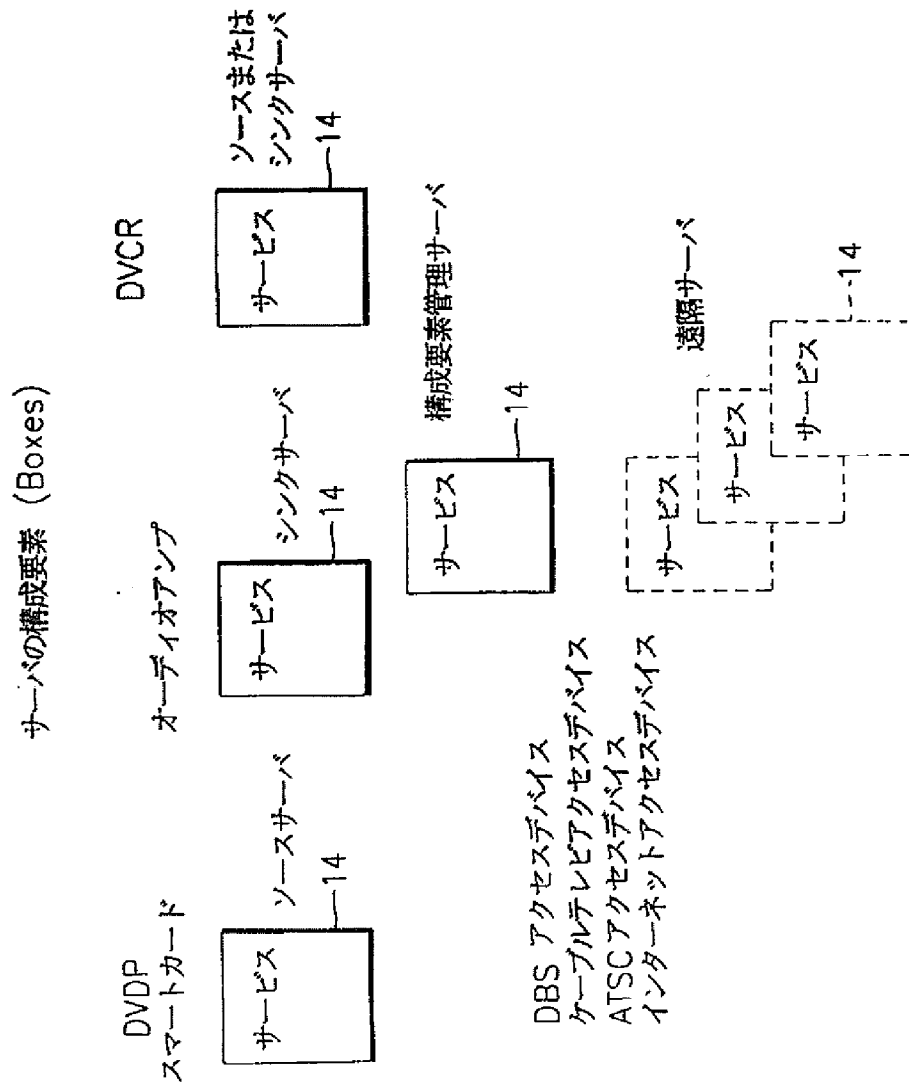 サーバの構成要素 (Boxes)
DVDP
スマートカード
サービス
ソースサーバ
14
オーディオアンプ
サービス
シンクサーバ
14
DVCR
サービス
ソースまたは
シンクサーバ
14
サービス
構成要素管理サーバ
14
DBS アクセスデバイス
ケーブルテレビアクセスデバイス
ATSC アクセスデバイス
インターネットアクセスデバイス
サービス
サービス
サービス
遠隔サーバ
14